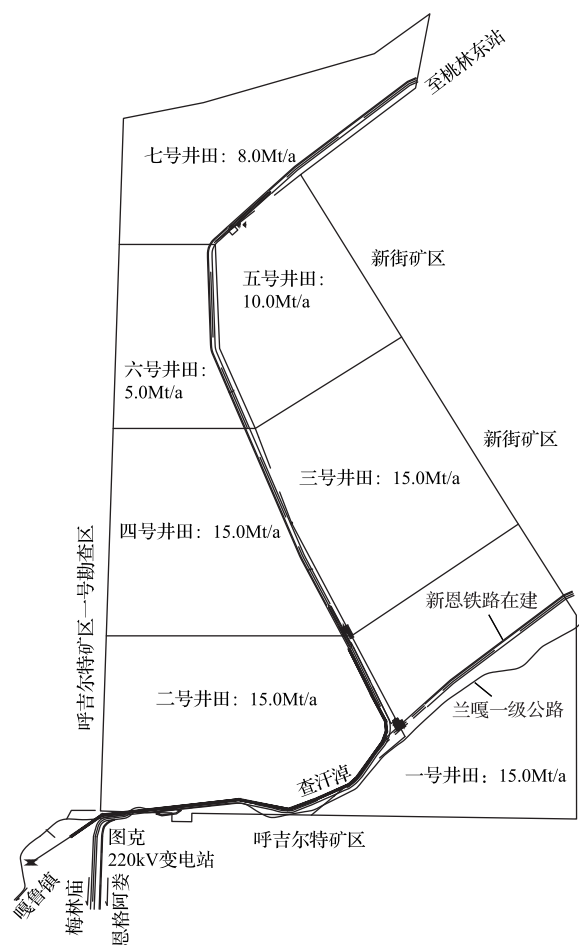 至桃林东站
七号井田：8.0Mt/a
新街矿区
五号井田：
10.0Mt/a
六号井田：
5.0Mt/a
新街矿区
三号井田：15.0Mt/a
四号井田：15.0Mt/a
呼吉尔特矿区一号勘查区
新恩铁路在建
二号井田：15.0Mt/a
兰嘎一级公路
查汗淖
一号井田：15.0Mt/a
图克
220kV变电站
呼吉尔特矿区
嘎鲁镇
梅林庙
恩格阿娄